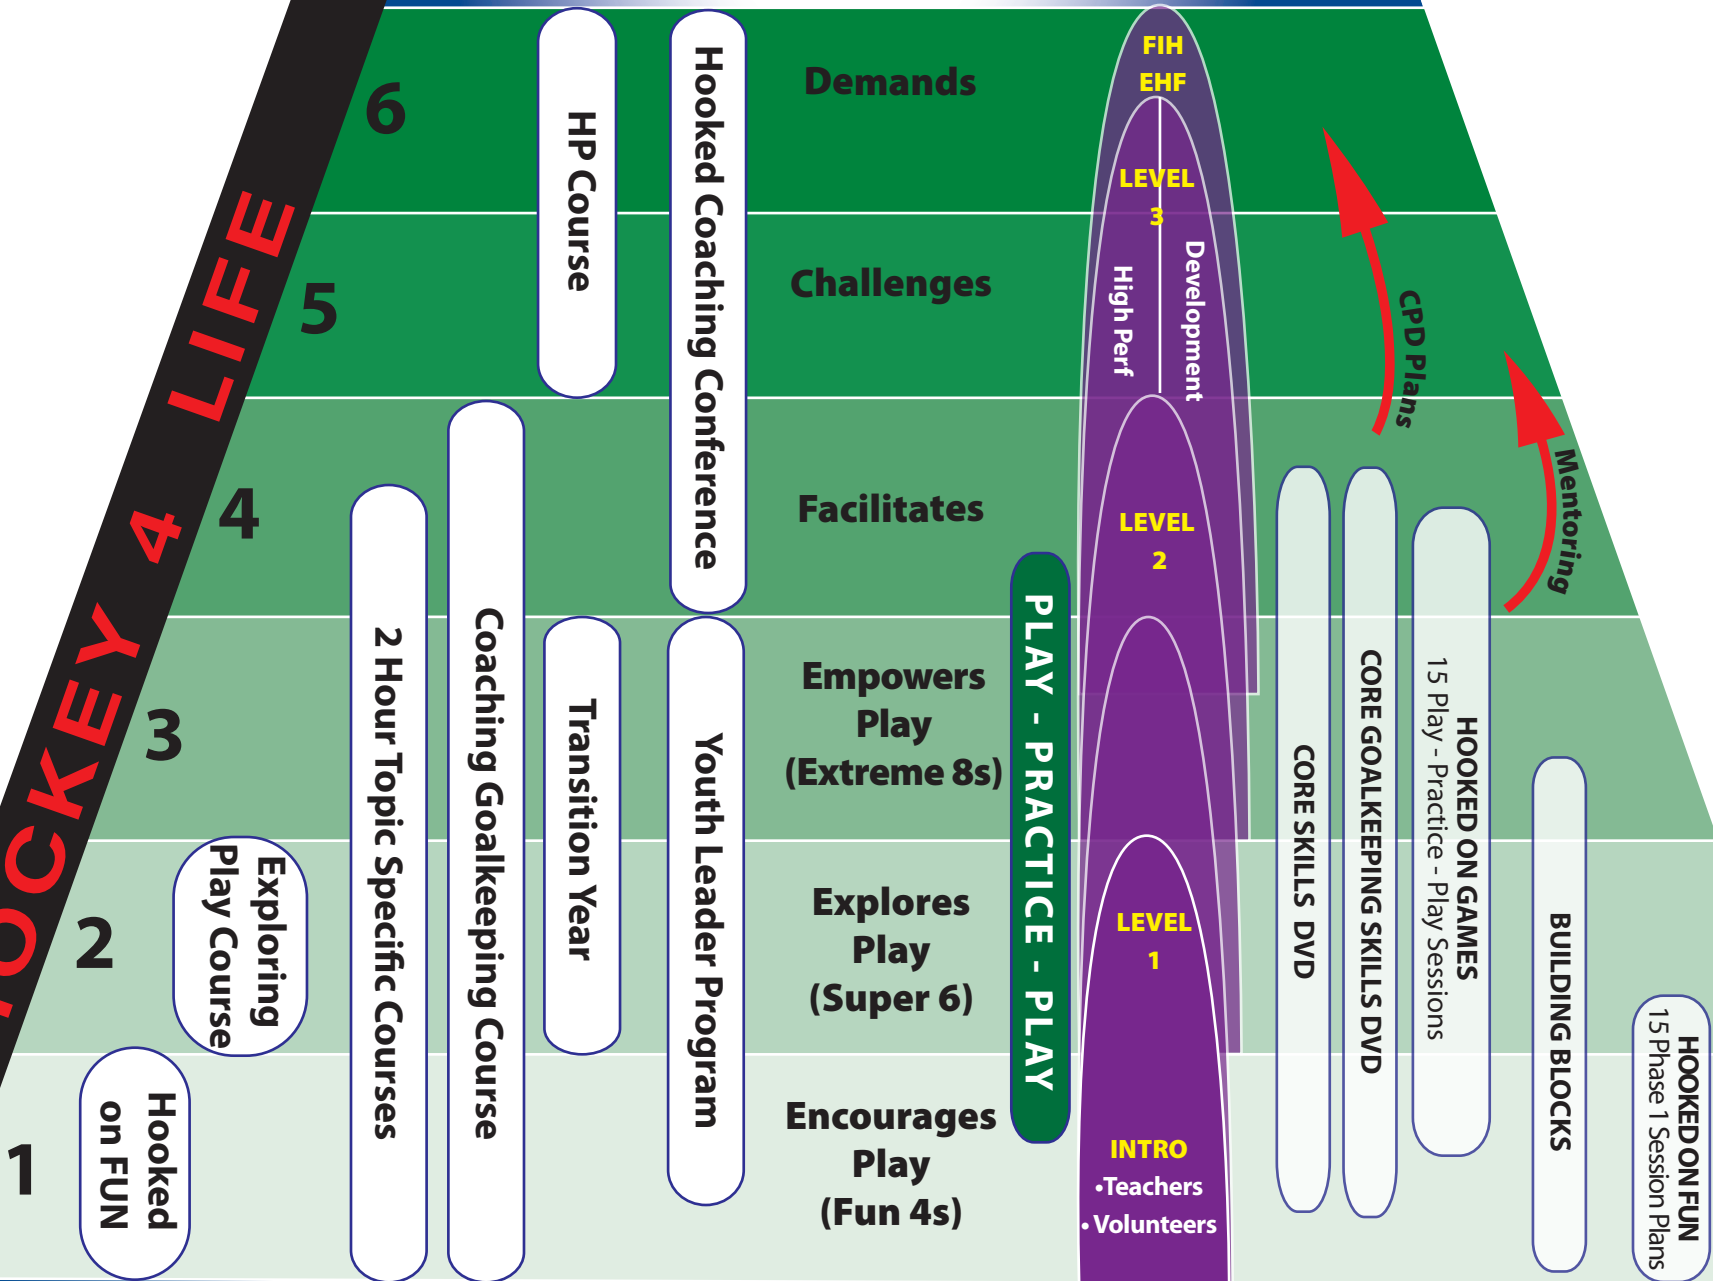 OCKEY 4 LIFE
6
5
4
3
2
1
Hooked
on FUN
Exploring
Play Course
2 Hour Topic Specific Courses
Coaching Goalkeeping Course
HP Course
Transition Year
Hooked Coaching Conference
Youth Leader Program
Demands
Challenges
Facilitates
Empowers
Play
(Extreme 8s)
Explores
Play
(Super 6)
Encourages
Play
(Fun 4s)
PLAY - PRACTICE - PLAY
FIH
EHF
LEVEL
3
High Perf
Development
LEVEL
2
LEVEL
1
INTRO
•Teachers
• Volunteers
CPD Plans
Mentoring
CORE SKILLS DVD
CORE GOALKEEPING SKILLS DVD
HOOKED ON GAMES
15 Play - Practice - Play Sessions
BUILDING BLOCKS
HOOKED ON FUN
15 Phase 1 Session Plans